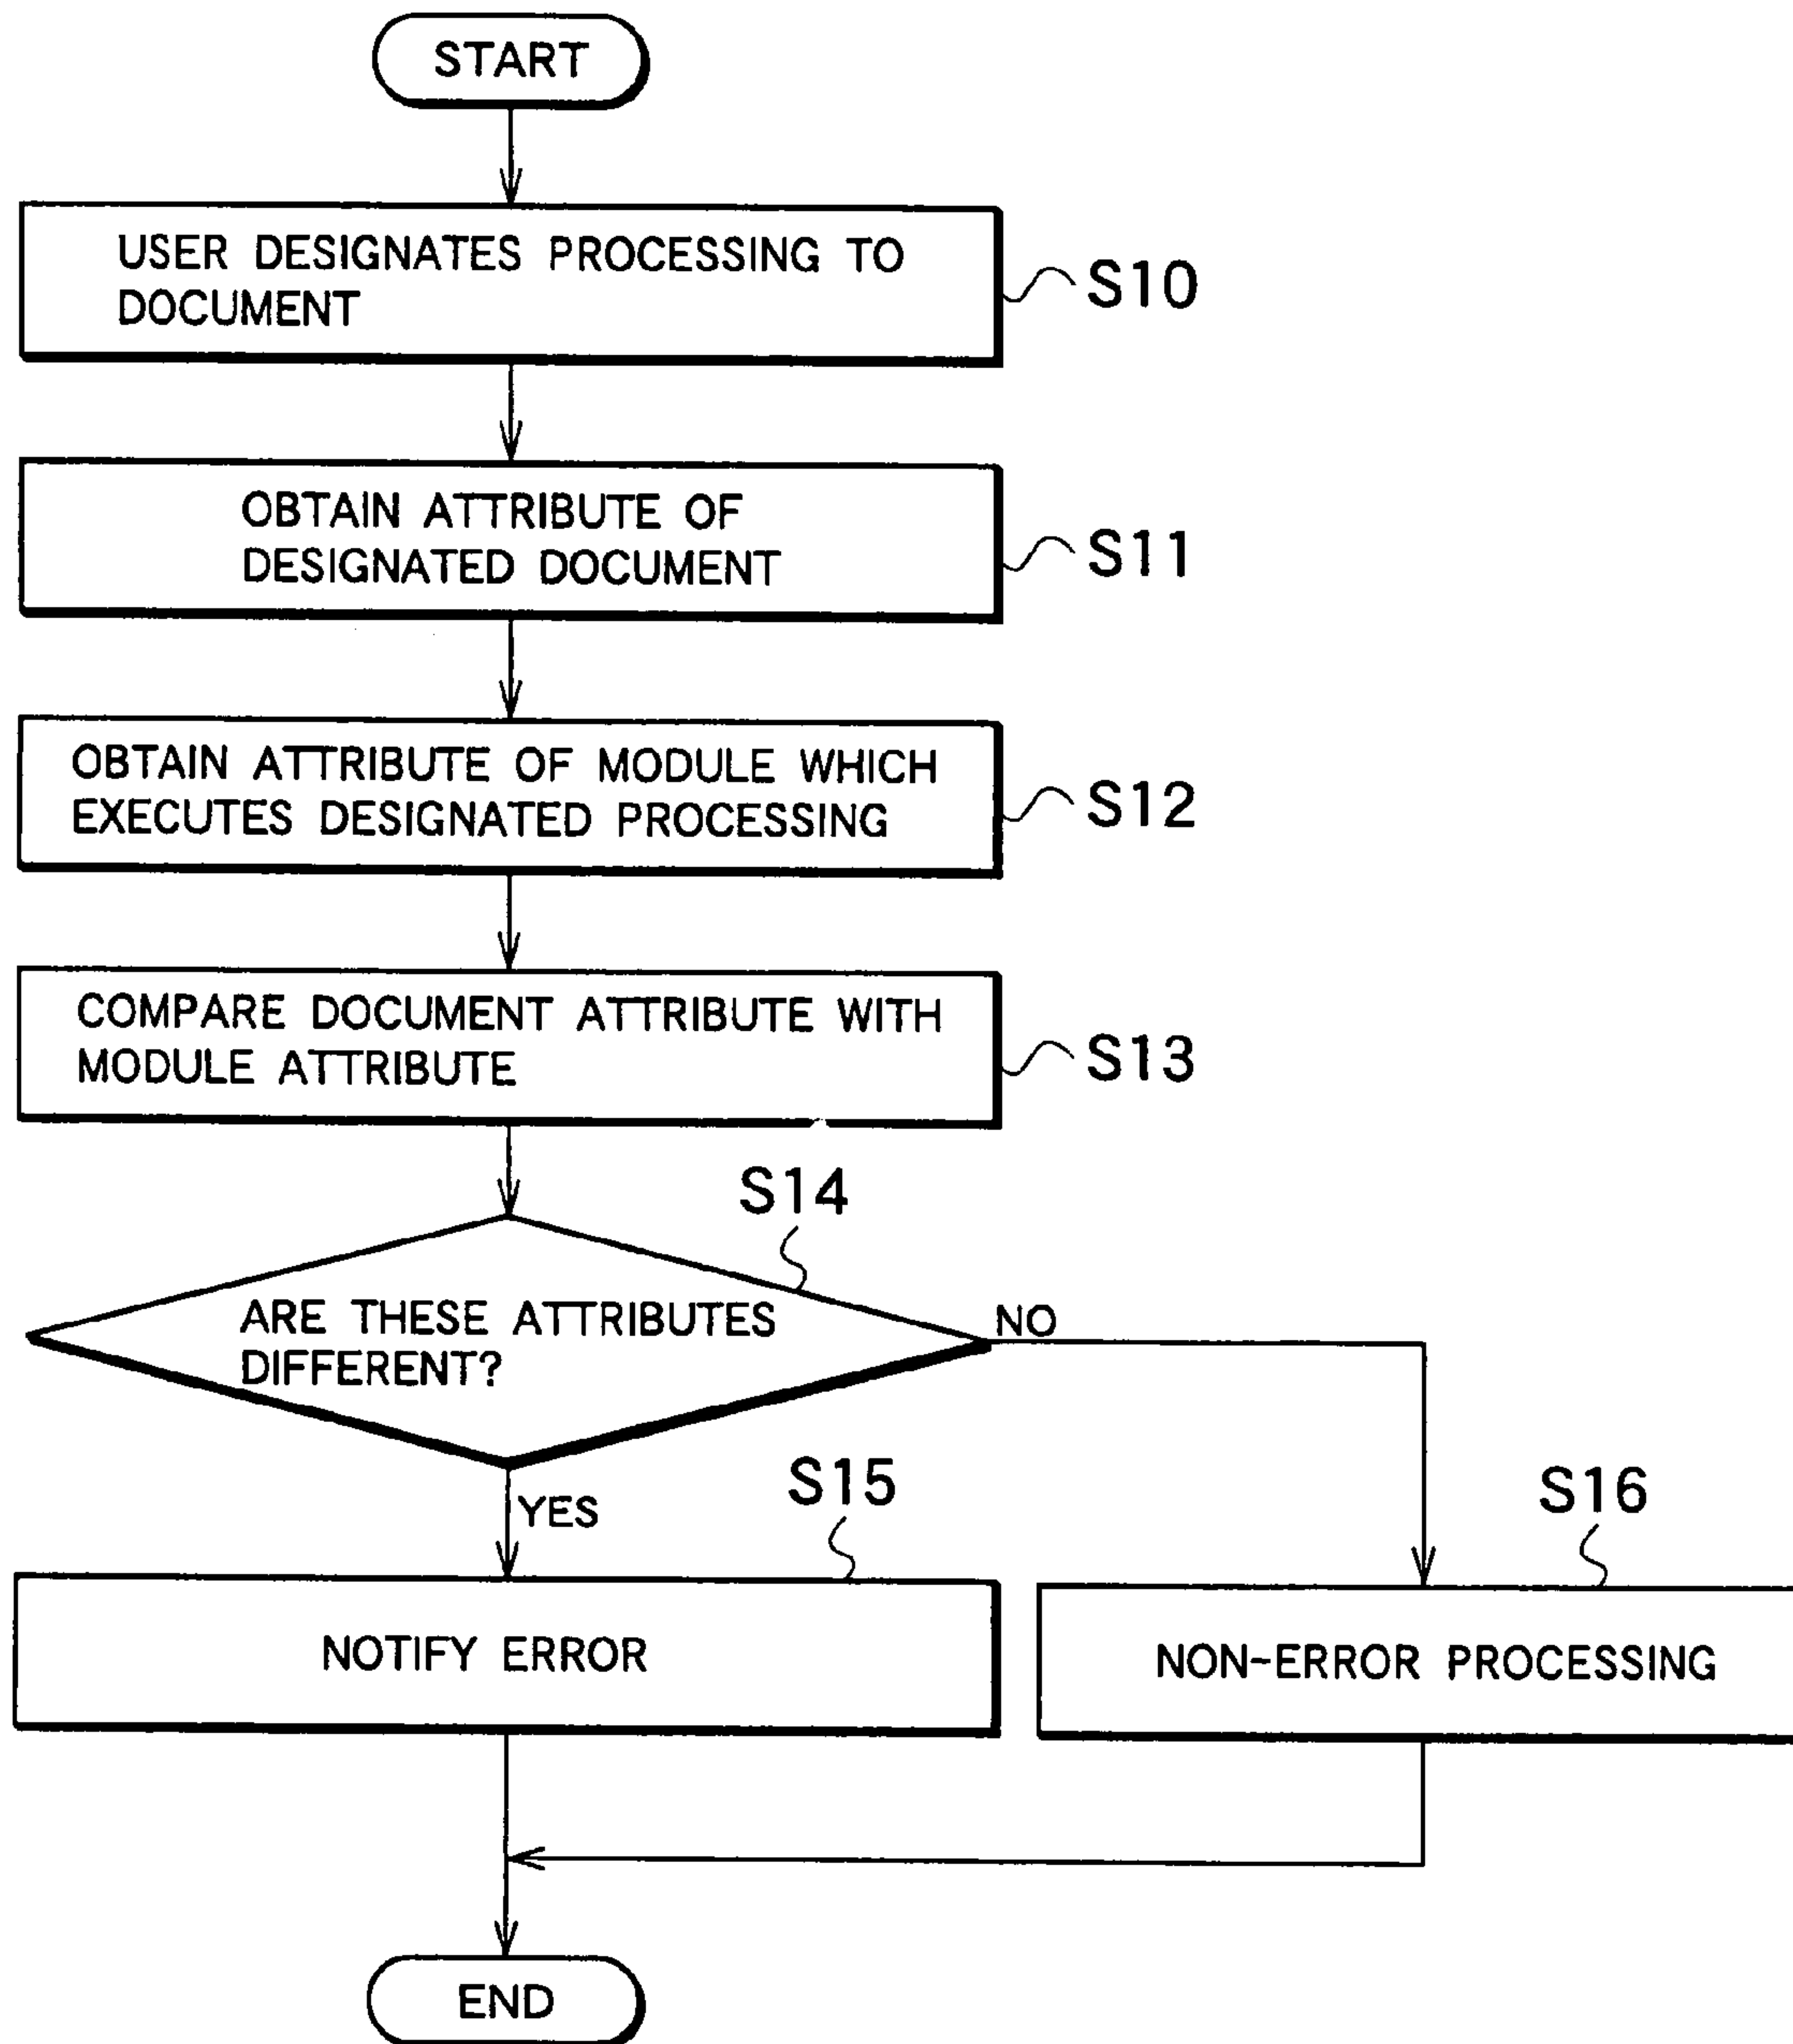 START
USER DESIGNATES PROCESSING TO
DOCUMENT
S10
OBTAIN ATTRIBUTE OF
DESIGNATED DOCUMENT
S11
OBTAIN ATTRIBUTE OF MODULE WHICH
EXECUTES DESIGNATED PROCESSING
S12
COMPARE DOCUMENT ATTRIBUTE WITH
MODULE ATTRIBUTE
S13
S14
ARE THESE ATTRIBUTES
DIFFERENT?
NO
YES
S15
S16
NOTIFY ERROR
NON-ERROR PROCESSING
END